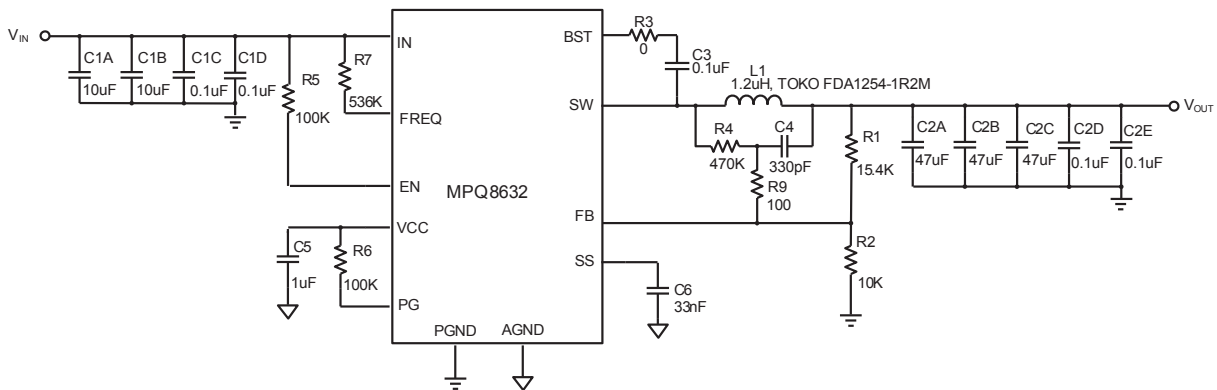 VIN
C1A
10uF
C1B
10uF
C1C
0.1uF
C1D
0.1uF
R5
100K
R7
536K
IN
FREQ
EN
VCC
PG
C5
1uF
R6
100K
MPQ8632
PGND
AGND
BST
SW
FB
SS
R3
0
C3
0.1uF
L1
1.2uH, TOKO FDA1254-1R2M
R4
470K
C4
330pF
R9
100
R1
15.4K
R2
10K
C6
33nF
C2A
47uF
C2B
47uF
C2C
47uF
C2D
0.1uF
C2E
0.1uF
VOUT